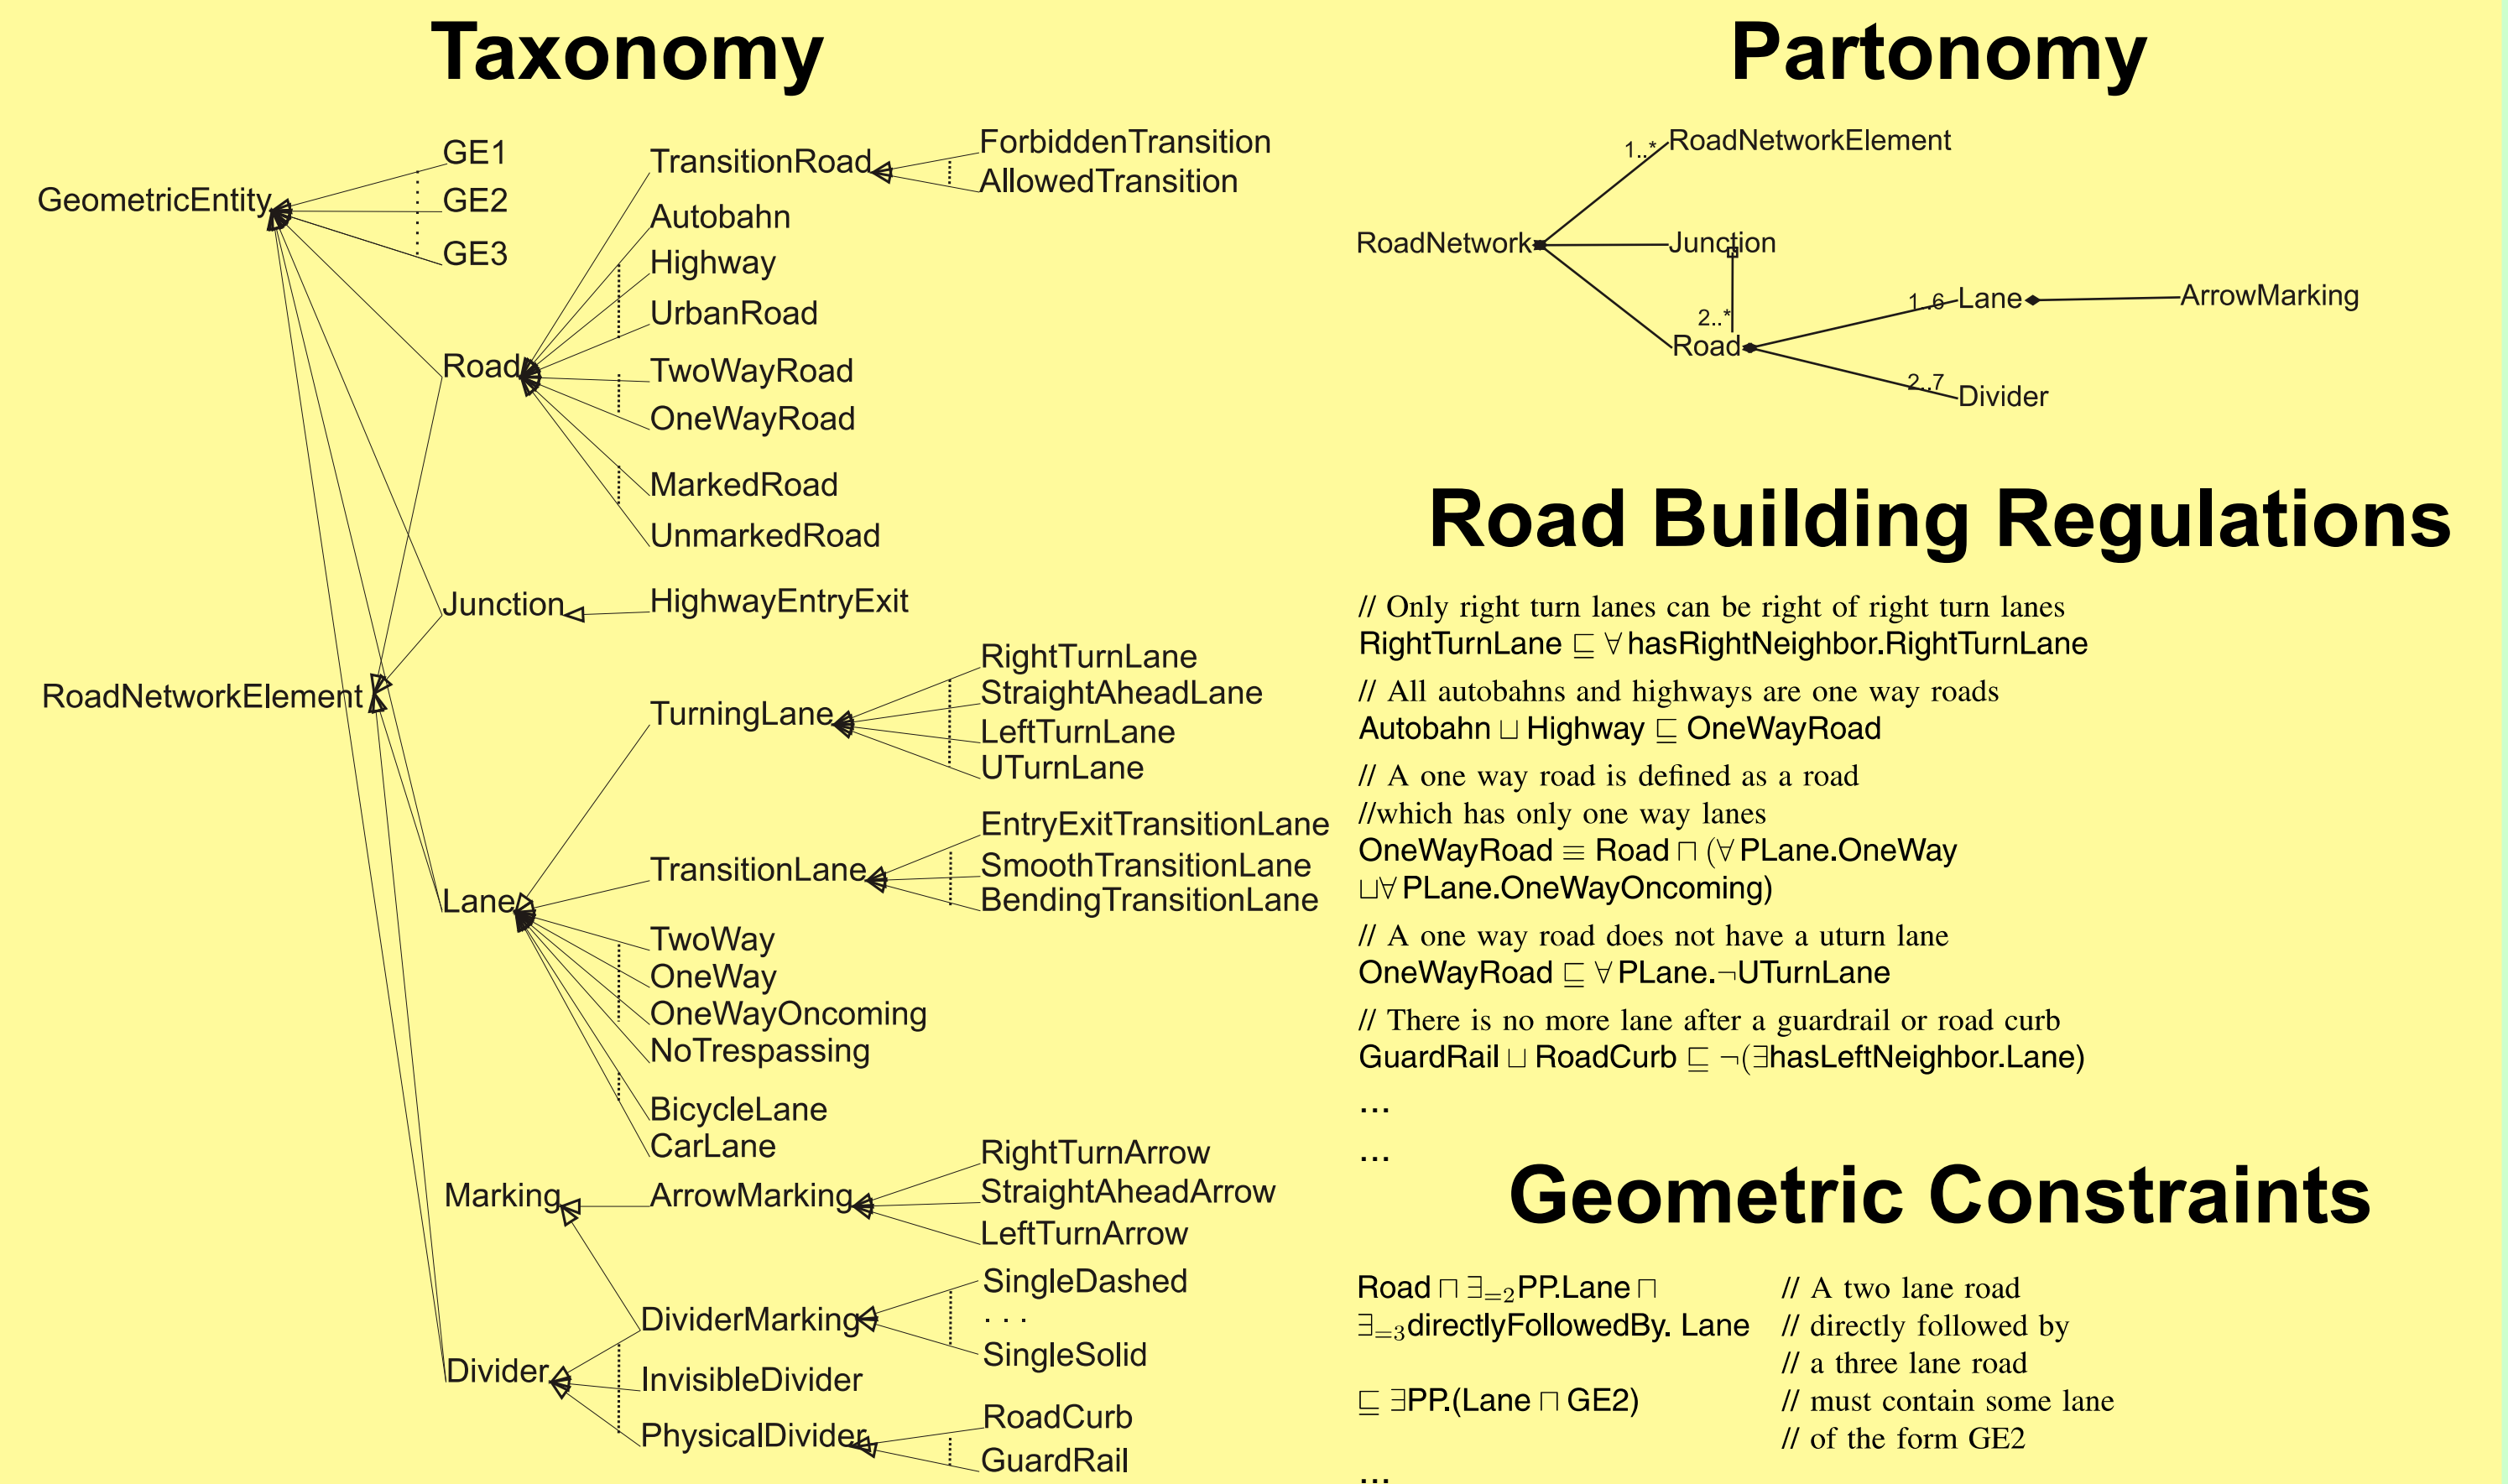 Taxonomy
GeometricEntity
GE1
GE2
GE3
Road
TransitionRoad
ForbiddenTransition
AllowedTransition
Autobahn
Highway
UrbanRoad
TwoWayRoad
OneWayRoad
MarkedRoad
UnmarkedRoad
Junction
HighwayEntryExit
RoadNetworkElement
Lane
TurningLane
RightTurnLane
StraightAheadLane
LeftTurnLane
UTurnLane
TransitionLane
EntryExitTransitionLane
SmoothTransitionLane
BendingTransitionLane
TwoWay
OneWay
OneWayOncoming
NoTrespassing
BicycleLane
CarLane
Marking
ArrowMarking
RightTurnArrow
StraightAheadArrow
LeftTurnArrow
Divider
DividerMarking
SingleDashed
. . .
SingleSolid
InvisibleDivider
PhysicalDivider
RoadCurb
GuardRail
Partonomy
RoadNetwork
1..*
RoadNetworkElement
Junction
2..*
Road
1..6
Lane
ArrowMarking
2..7
Divider
Road Building Regulations
// Only right turn lanes can be right of right turn lanes
RightTurnLane ⊑ ∀ hasRightNeighbor.RightTurnLane
// All autobahns and highways are one way roads
Autobahn ⊔ Highway ⊑ OneWayRoad
// A one way road is defined as a road
//which has only one way lanes
OneWayRoad ≡ Road ⊓ (∀ PLane.OneWay
⊔∀ PLane.OneWayOncoming)
// A one way road does not have a uturn lane
OneWayRoad ⊑ ∀ PLane.¬UTurnLane
// There is no more lane after a guardrail or road curb
GuardRail ⊔ RoadCurb ⊑ ¬(∃hasLeftNeighbor.Lane)
...
...
Geometric Constraints
Road ⊓ ∃=2PP.Lane ⊓ // A two lane road
∃=3directlyFollowedBy. Lane // directly followed by
// a three lane road
⊑ ∃PP.(Lane ⊓ GE2) // must contain some lane
// of the form GE2
...